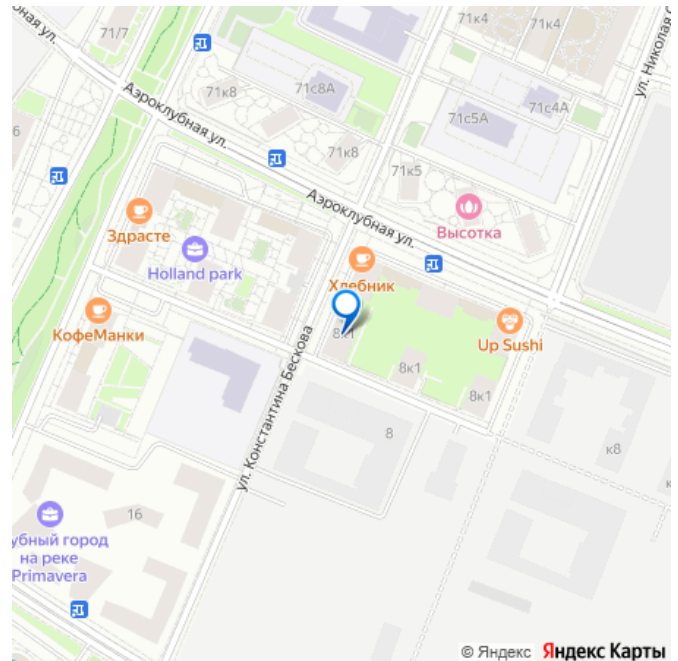 бная ул.
71/7
71к4
71к4
ул. Николая С
71к8
71с8А
71с4А
71с5А
6
Аэроклубная ул.
71к8
71к5
Аэроклубная ул.
Высотка
Здрасте
Holland park
Хлебник
8к1
Up Sushi
КофеМанки
8к1
8к1
ул. Константина Бескова
8
к8
к
16
убный город
на реке
Primavera
© Яндекс Яндекс Карты